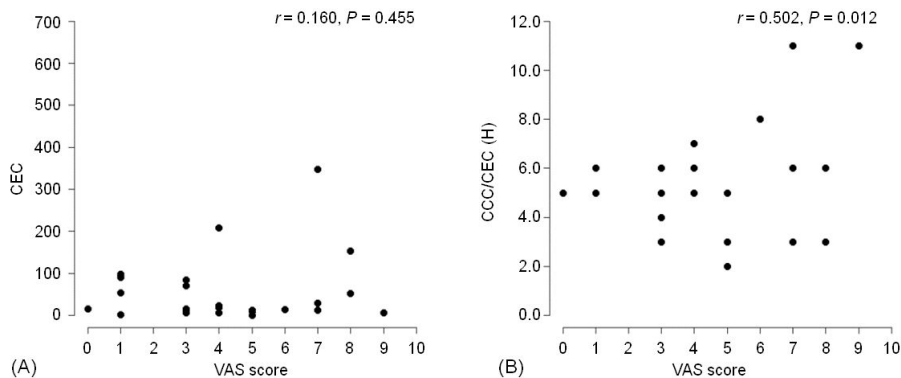 r = 0.160, P = 0.455
700
600
500
400
300
200
100
0
CEC
0 1 2 3 4 5 6 7 8 9 10
VAS score
(A)
r = 0.502, P = 0.012
12.0
10.0
8.0
6.0
4.0
2.0
0.0
CCC/CEC (H)
0 1 2 3 4 5 6 7 8 9 10
VAS score
(B)